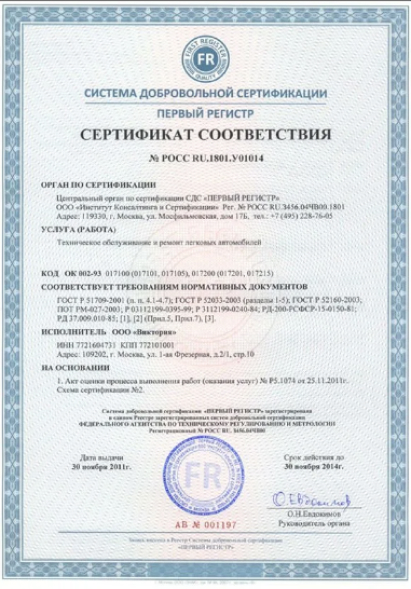 FIRST REGISTER
FR
QUALITY
СИСТЕМА ДОБРОВОЛЬНОЙ СЕРТИФИКАЦИИ
ПЕРВЫЙ РЕГИСТР
СЕРТИФИКАТ СООТВЕТСТВИЯ
№ РОСС RU.1801.У01014
ОРГАН ПО СЕРТИФИКАЦИИ
Центральный орган по сертификации СДС «ПЕРВЫЙ РЕГИСТР»
ООО «Институт Консалтинга и Сертификации» Рег. № РОСС RU.3456.04ЧВ00.1801
Адрес: 119330, г. Москва, ул. Мосфильмовская, дом 17Б, тел.: +7 (495) 228-76-05
УСЛУГА (РАБОТА)
Техническое обслуживание и ремонт легковых автомобилей
КОД ОК 002-93 017100 (017101, 017105), 017200 (017201, 017215)
СООТВЕТСТВУЕТ ТРЕБОВАНИЯМ НОРМАТИВНЫХ ДОКУМЕНТОВ
ГОСТ Р 51709-2001 (п. п. 4.1-4.7); ГОСТ Р 52033-2003 (разделы 1-5); ГОСТ Р 52160-2003;
ПОТ РМ-027-2003; Р 03112199-0395-99; Р 3112199-0240-84; РД-200-РСФСР-15-0150-81;
РД 37.009.010-85; [1], [2] (Прил.5, Прил.7), [3].
ИСПОЛНИТЕЛЬ ООО «Виктория»
ИНН 7721604731 КПП 772101001
Адрес: 109202, г. Москва, ул. 1-ая Фрезерная, д.2/1, стр.10
НА ОСНОВАНИИ
1. Акт оценки процесса выполнения работ (оказания услуг) № Р5.1074 от 25.11.2011г.
Схема сертификации №2.
Система добровольной сертификации «ПЕРВЫЙ РЕГИСТР» зарегистрирована
в едином Реестре зарегистрированных систем добровольной сертификации
ФЕДЕРАЛЬНОГО АГЕНТСТВА ПО ТЕХНИЧЕСКОМУ РЕГУЛИРОВАНИЮ И МЕТРОЛОГИИ
Регистрационный № РОСС RU. 3456.04ЧВ00
Дата выдачи
30 ноября 2011г.
Срок действия до
30 ноября 2014г.
FR
О.Н.Евдокимов
Руководитель органа
АВ № 001197
Запись внесена в Реестр Системы добровольной сертификации
«ПЕРВЫЙ РЕГИСТР»